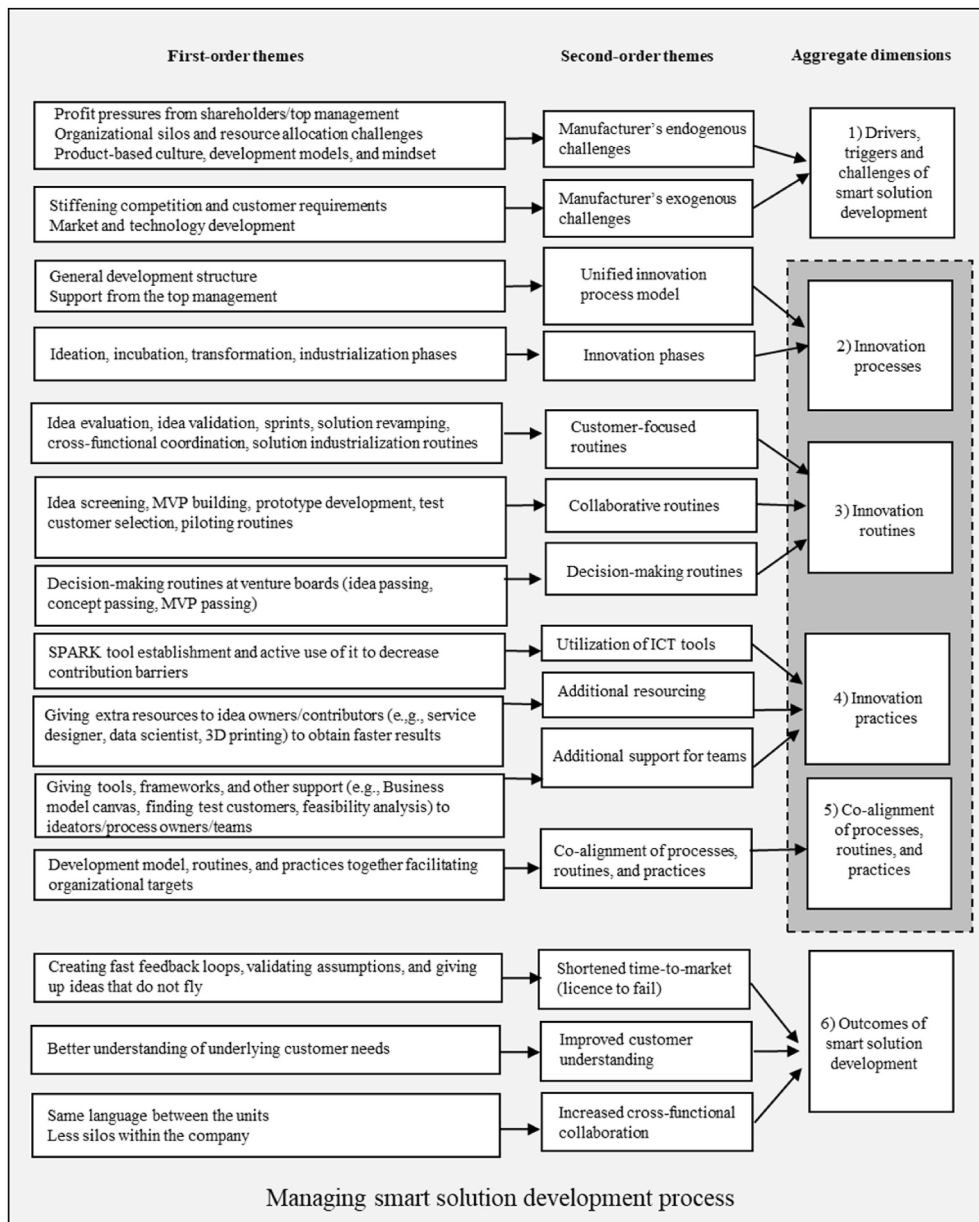 First-order themes
Second-order themes
Aggregate dimensions
Profit pressures from shareholders/top management
Organizational silos and resource allocation challenges
Product-based culture, development models, and mindset
Manufacturer's endogenous
challenges
1) Drivers,
triggers and
challenges of
smart solution
development
Stiffening competition and customer requirements
Market and technology development
Manufacturer's exogenous
challenges
General development structure
Support from the top management
Unified innovation
process model
2) Innovation
processes
Ideation, incubation, transformation, industrialization phases
Innovation phases
Idea evaluation, idea validation, sprints, solution revamping,
cross-functional coordination, solution industrialization routines
Customer-focused
routines
3) Innovation
routines
Idea screening, MVP building, prototype development, test
customer selection, piloting routines
Collaborative routines
Decision-making routines at venture boards (idea passing,
concept passing, MVP passing)
Decision-making routines
SPARK tool establishment and active use of it to decrease
contribution barriers
Utilization of ICT tools
4) Innovation
practices
Giving extra resources to idea owners/contributors (e.,g., service
designer, data scientist, 3D printing) to obtain faster results
Additional resourcing
Giving tools, frameworks, and other support (e.g., Business
model canvas, finding test customers, feasibility analysis) to
ideators/process owners/teams
Additional support for teams
Development model, routines, and practices together facilitating
organizational targets
Co-alignment of processes,
routines, and practices
5) Co-alignment
of processes,
routines, and
practices
Creating fast feedback loops, validating assumptions, and giving
up ideas that do not fly
Shortened time-to-market
(licence to fail)
6) Outcomes of
smart solution
development
Better understanding of underlying customer needs
Improved customer
understanding
Same language between the units
Less silos within the company
Increased cross-functional
collaboration
Managing smart solution development process